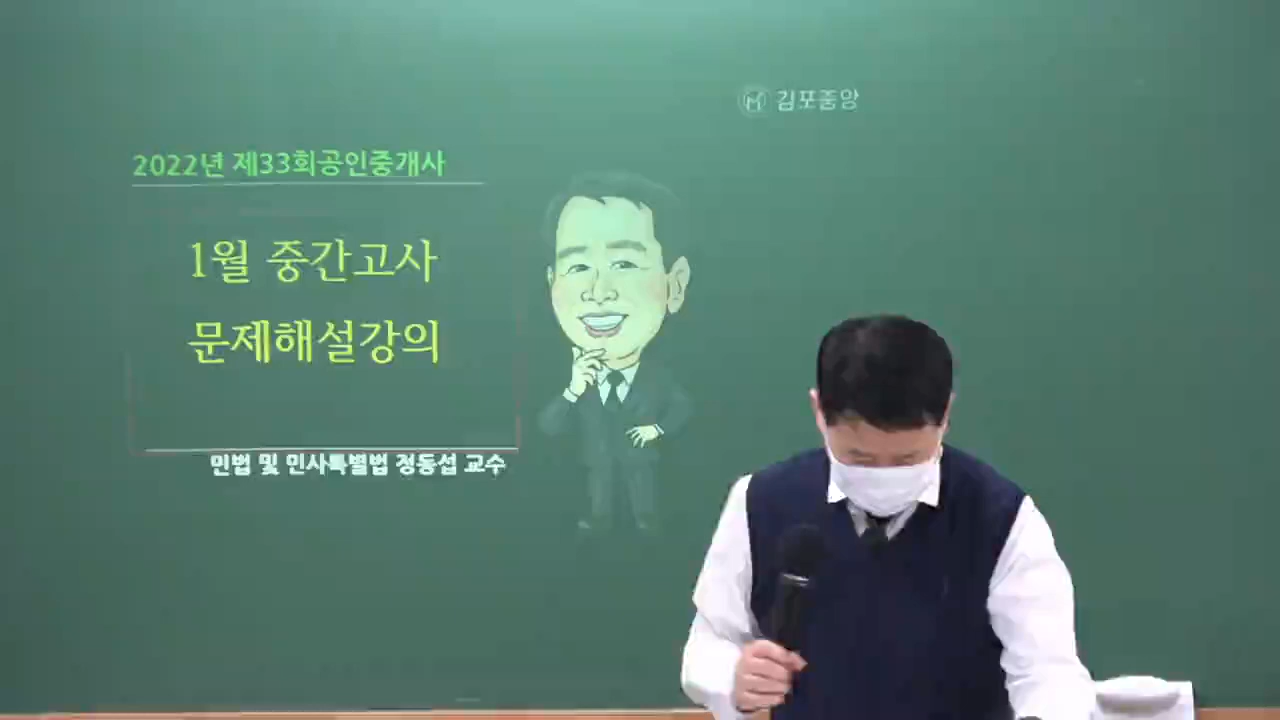 김포중앙
2022년 제33회공인중개사
1월 중간고사
문제해설강의
민법 및 민사특별법 정동섭 교수